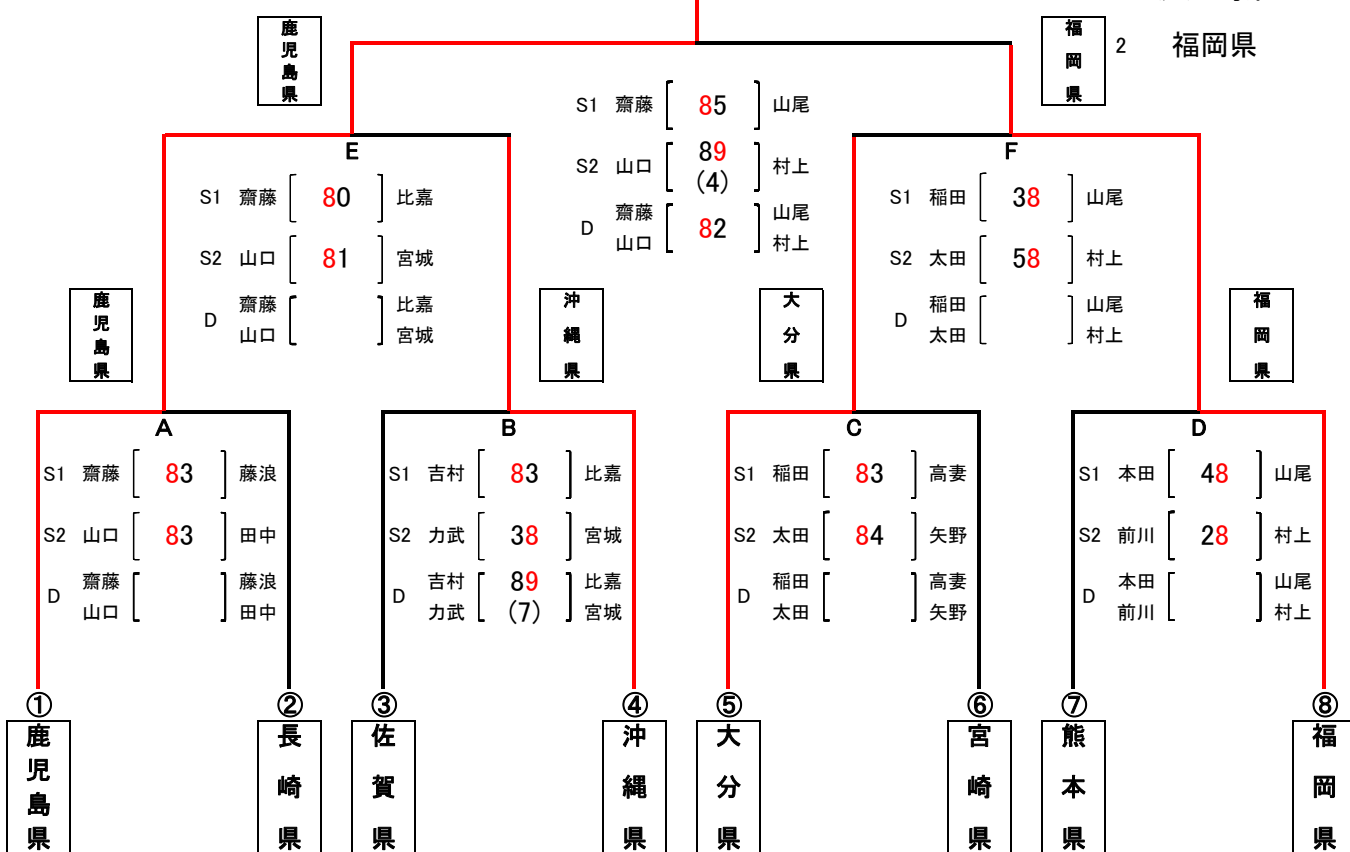 鹿児島県
福岡県
2 福岡県
S1 齋藤 85 山尾
S2 山口 89(4) 村上
D 齋藤 山口 82 山尾 村上
E
S1 齋藤 80 比嘉
S2 山口 81 宮城
D 齋藤 山口 比嘉 宮城
F
S1 稲田 38 山尾
S2 太田 58 村上
D 稲田 太田 山尾 村上
鹿児島県
沖縄県
大分県
福岡県
A
S1 齋藤 83 藤浪
S2 山口 83 田中
D 齋藤 山口 藤浪 田中
B
S1 吉村 83 比嘉
S2 力武 38 宮城
D 吉村 力武 89(7) 比嘉 宮城
C
S1 稲田 83 高妻
S2 太田 84 矢野
D 稲田 太田 高妻 矢野
D
S1 本田 48 山尾
S2 前川 28 村上
D 本田 前川 山尾 村上
① 鹿児島県
② 長崎県
③ 佐賀県
④ 沖縄県
⑤ 大分県
⑥ 宮崎県
⑦ 熊本県
⑧ 福岡県